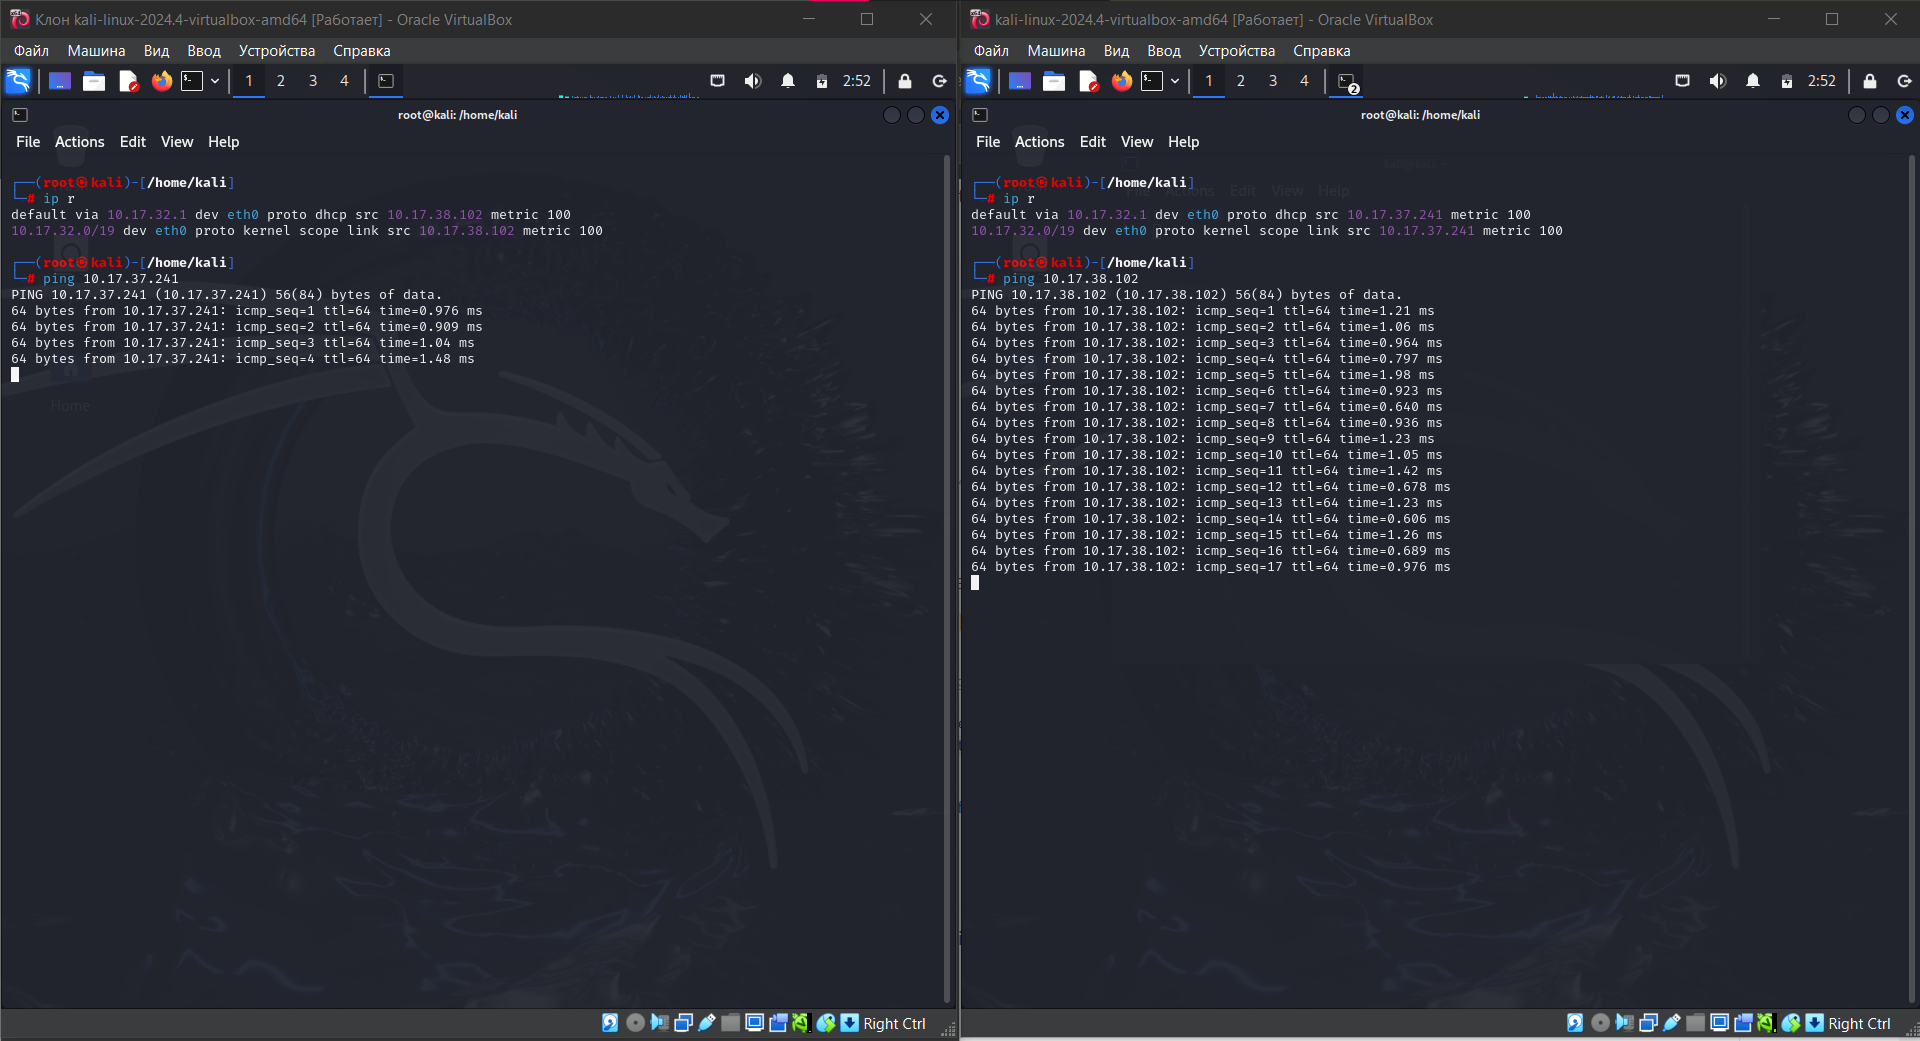 Клон kali-linux-2024.4-virtualbox-amd64 [Работает] - Oracle VirtualBox
Файл Машина Вид Ввод Устройства Справка
1 2 3 4 2:52
root@kali: /home/kali
File Actions Edit View Help
┌──(root㉿kali)-[/home/kali]
└─# ip r
default via 10.17.32.1 dev eth0 proto dhcp src 10.17.38.102 metric 100
10.17.32.0/19 dev eth0 proto kernel scope link src 10.17.38.102 metric 100
┌──(root㉿kali)-[/home/kali]
└─# ping 10.17.37.241
PING 10.17.37.241 (10.17.37.241) 56(84) bytes of data.
64 bytes from 10.17.37.241: icmp_seq=1 ttl=64 time=0.976 ms
64 bytes from 10.17.37.241: icmp_seq=2 ttl=64 time=0.909 ms
64 bytes from 10.17.37.241: icmp_seq=3 ttl=64 time=1.04 ms
64 bytes from 10.17.37.241: icmp_seq=4 ttl=64 time=1.48 ms
Home
Right Ctrl
kali-linux-2024.4-virtualbox-amd64 [Работает] - Oracle VirtualBox
Файл Машина Вид Ввод Устройства Справка
1 2 3 4 2 2:52
root@kali: /home/kali
File Actions Edit View Help
┌──(root㉿kali)-[/home/kali]
Actions Edit View Help
└─# ip r
default via 10.17.32.1 dev eth0 proto dhcp src 10.17.37.241 metric 100
10.17.32.0/19 dev eth0 proto kernel scope link src 10.17.37.241 metric 100
┌──(root㉿kali)-[/home/kali]
└─# ping 10.17.38.102
PING 10.17.38.102 (10.17.38.102) 56(84) bytes of data.
64 bytes from 10.17.38.102: icmp_seq=1 ttl=64 time=1.21 ms
64 bytes from 10.17.38.102: icmp_seq=2 ttl=64 time=1.06 ms
64 bytes from 10.17.38.102: icmp_seq=3 ttl=64 time=0.964 ms
64 bytes from 10.17.38.102: icmp_seq=4 ttl=64 time=0.797 ms
64 bytes from 10.17.38.102: icmp_seq=5 ttl=64 time=1.98 ms
64 bytes from 10.17.38.102: icmp_seq=6 ttl=64 time=0.923 ms
64 bytes from 10.17.38.102: icmp_seq=7 ttl=64 time=0.640 ms
64 bytes from 10.17.38.102: icmp_seq=8 ttl=64 time=0.936 ms
64 bytes from 10.17.38.102: icmp_seq=9 ttl=64 time=1.23 ms
64 bytes from 10.17.38.102: icmp_seq=10 ttl=64 time=1.05 ms
64 bytes from 10.17.38.102: icmp_seq=11 ttl=64 time=1.42 ms
64 bytes from 10.17.38.102: icmp_seq=12 ttl=64 time=0.678 ms
64 bytes from 10.17.38.102: icmp_seq=13 ttl=64 time=1.23 ms
64 bytes from 10.17.38.102: icmp_seq=14 ttl=64 time=0.606 ms
64 bytes from 10.17.38.102: icmp_seq=15 ttl=64 time=1.26 ms
64 bytes from 10.17.38.102: icmp_seq=16 ttl=64 time=0.689 ms
64 bytes from 10.17.38.102: icmp_seq=17 ttl=64 time=0.976 ms
Right Ctrl